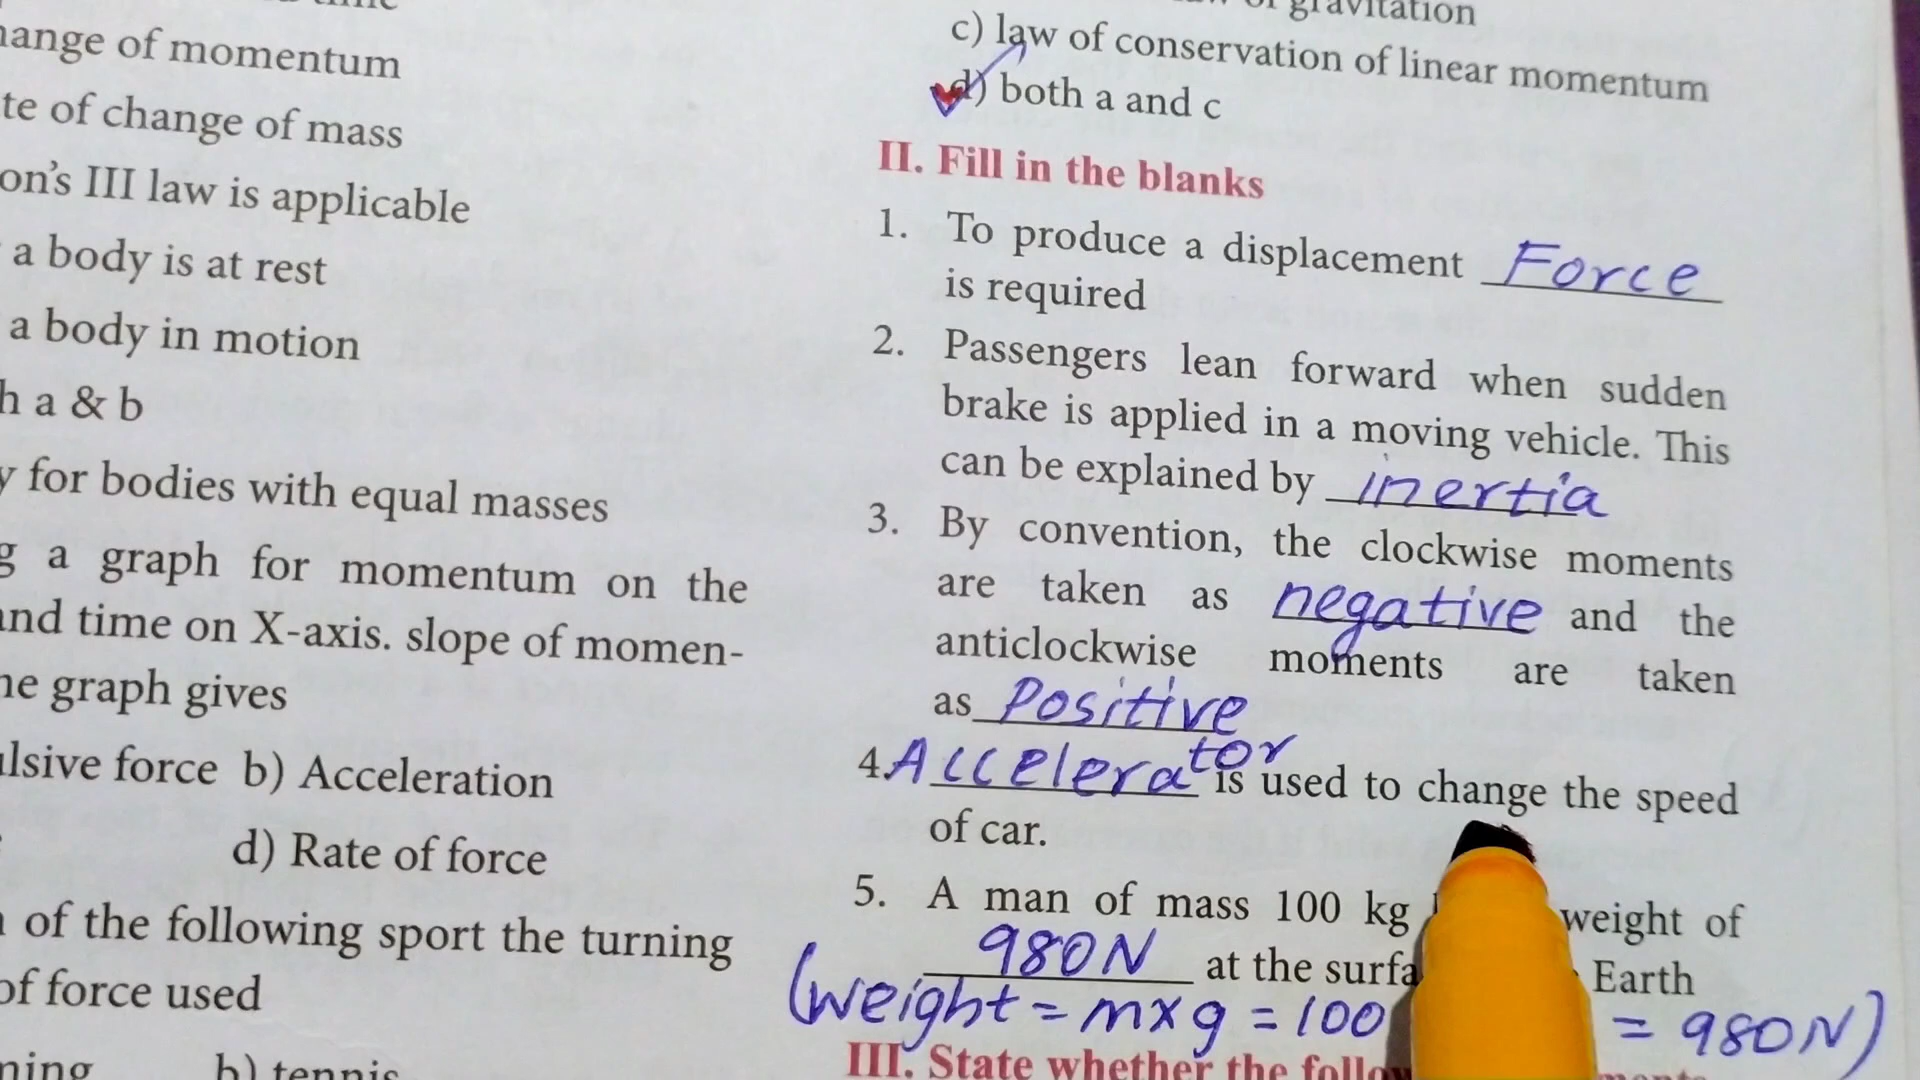 change of momentum
of change of mass
III law is applicable
a body is at rest
a body in motion
a & b
for bodies with equal masses
a graph for momentum on the
and time on X-axis. slope of momen-
graph gives
force b) Acceleration
d) Rate of force
of the following sport the turning
of force used
b) tennis
gravitation
c) law of conservation of linear momentum
d) both a and c
II. Fill in the blanks
1. To produce a displacement Force
is required
2. Passengers lean forward when sudden
brake is applied in a moving vehicle. This
can be explained by inertia
3. By convention, the clockwise moments
are taken as negative and the
anticlockwise moments are taken
as Positive
4. Accelerator is used to change the speed
of car.
5. A man of mass 100 kg weight of
980N at the Earth
(weight = m x g = 100 = 980N)
III. State whether the